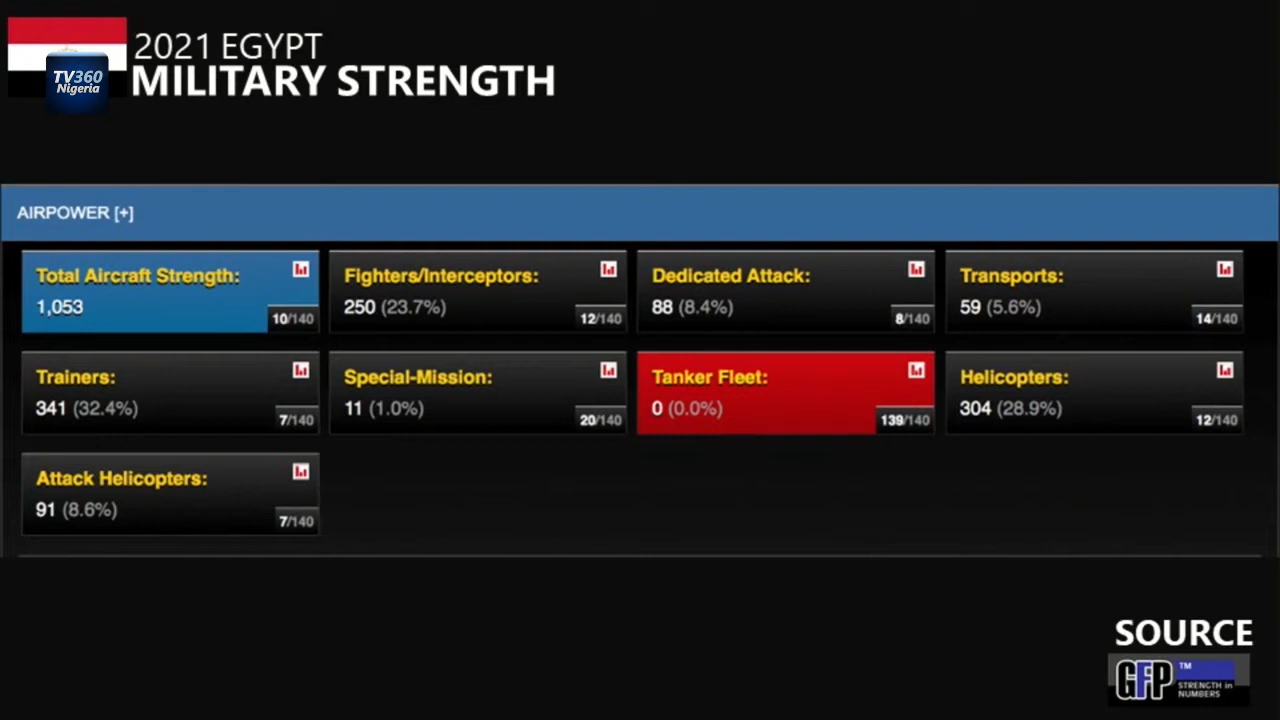 2021 EGYPT
MILITARY STRENGTH
TV360
Nigeria
AIRPOWER [+]
Total Aircraft Strength:
1,053
10/140
Fighters/Interceptors:
250 (23.7%)
12/140
Dedicated Attack:
88 (8.4%)
8/140
Transports:
59 (5.6%)
14/140
Trainers:
341 (32.4%)
7/140
Special-Mission:
11 (1.0%)
20/140
Tanker Fleet:
0 (0.0%)
139/140
Helicopters:
304 (28.9%)
12/140
Attack Helicopters:
91 (8.6%)
7/140
SOURCE
GFP TM
STRENGTH in
NUMBERS